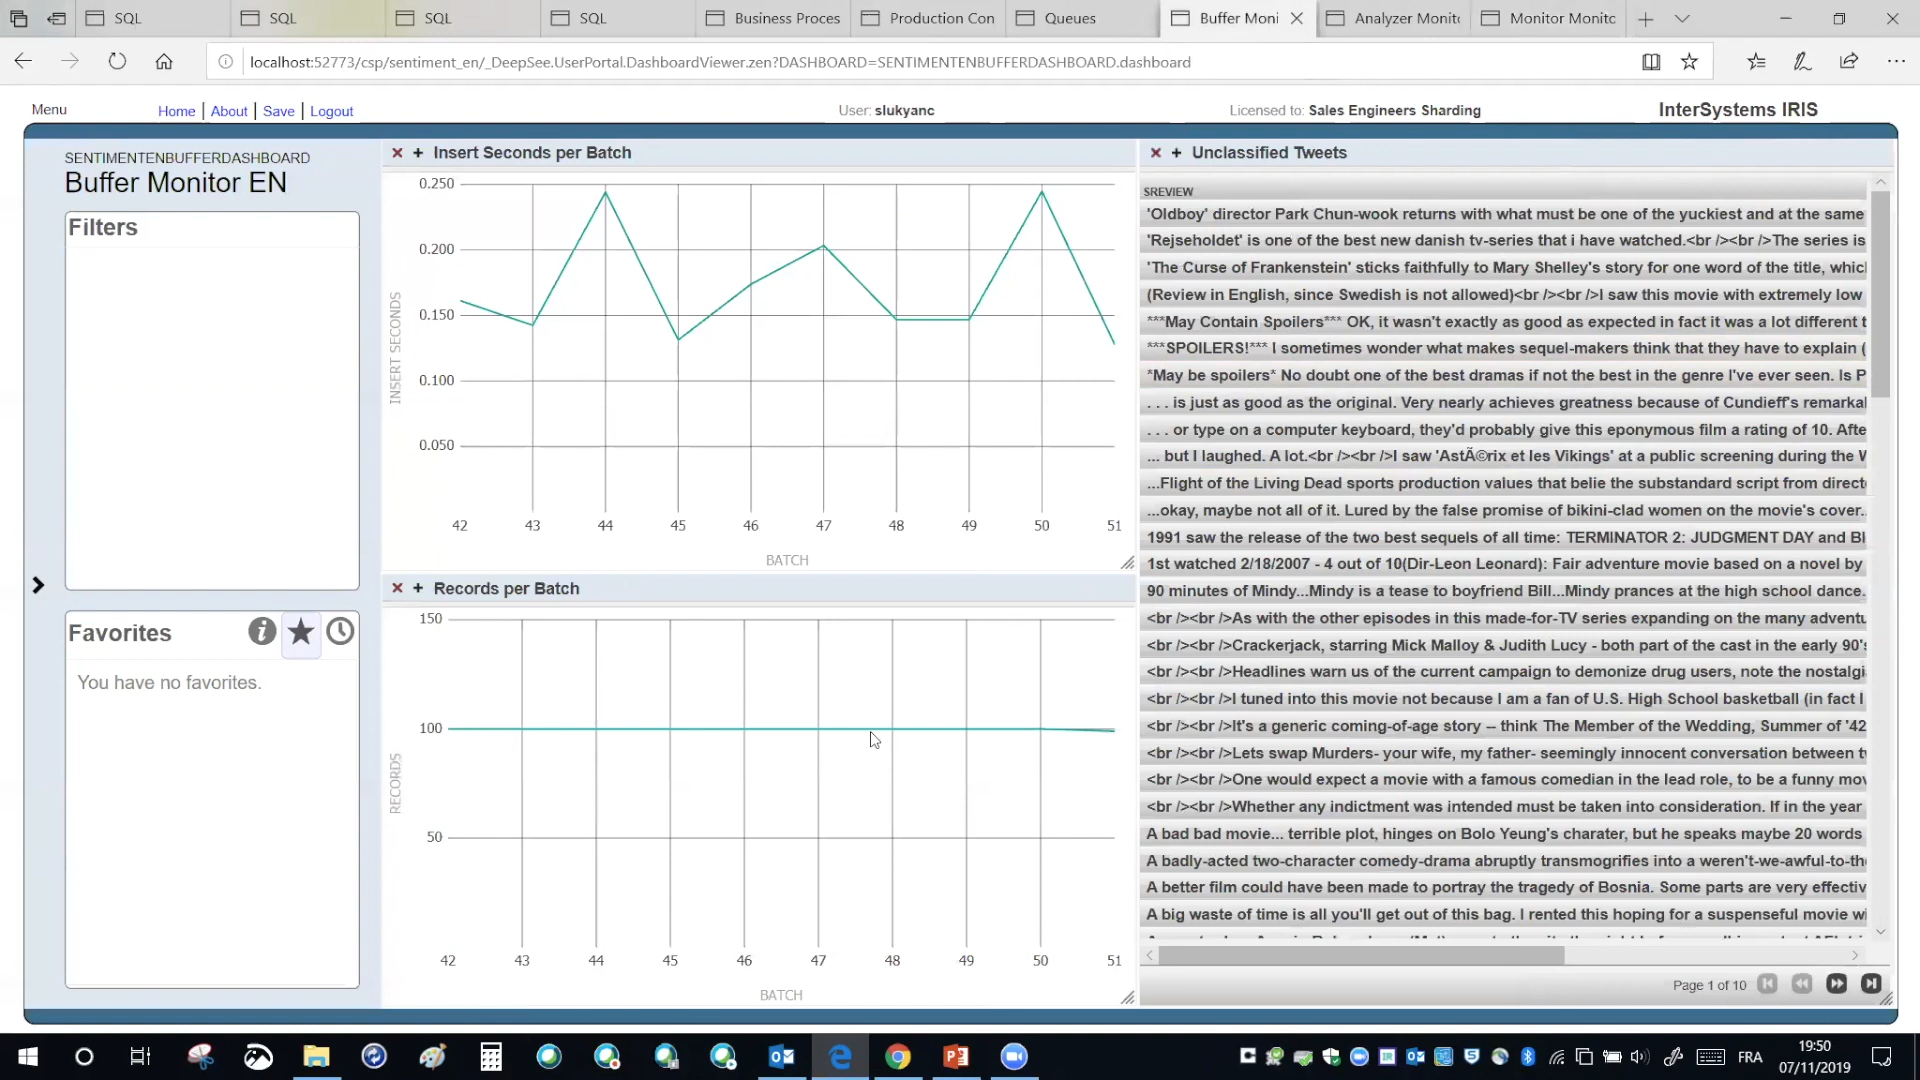 SQL
SQL
SQL
SQL
Business Proces
Production Con
Queues
Buffer Moni
Analyzer Monito
Monitor Monitc
localhost:52773/csp/sentiment_en/_DeepSee.UserPortal.DashboardViewer.zen?DASHBOARD=SENTIMENTENBUFFERDASHBOARD.dashboard
Menu
Home | About | Save | Logout
User: slukyanc
Licensed to: Sales Engineers Sharding
InterSystems IRIS
SENTIMENTENBUFFERDASHBOARD
Buffer Monitor EN
Filters
Favorites
You have no favorites.
Insert Seconds per Batch
0.250
0.200
0.150
0.100
0.050
INSERT SECONDS
42 43 44 45 46 47 48 49 50 51
BATCH
Records per Batch
150
100
50
RECORDS
42 43 44 45 46 47 48 49 50 51
BATCH
Unclassified Tweets
SREVIEW
'Oldboy' director Park Chun-wook returns with what must be one of the yuckiest and at the same
'Rejseholdet' is one of the best new danish tv-series that i have watched.<br /><br />The series is
'The Curse of Frankenstein' sticks faithfully to Mary Shelley's story for one word of the title, whicl
(Review in English, since Swedish is not allowed)<br /><br />I saw this movie with extremely low
***May Contain Spoilers*** OK, it wasn't exactly as good as expected in fact it was a lot different t
***SPOILERS!*** I sometimes wonder what makes sequel-makers think that they have to explain (
*May be spoilers* No doubt one of the best dramas if not the best in the genre I've ever seen. Is P
. . . is just as good as the original. Very nearly achieves greatness because of Cundieff's remarkal
. . . or type on a computer keyboard, they'd probably give this eponymous film a rating of 10. Afte
... but I laughed. A lot.<br /><br />I saw 'AstÃ©rix et les Vikings' at a public screening during the W
...Flight of the Living Dead sports production values that belie the substandard script from direct
...okay, maybe not all of it. Lured by the false promise of bikini-clad women on the movie's cover..
1991 saw the release of the two best sequels of all time: TERMINATOR 2: JUDGMENT DAY and BI
1st watched 2/18/2007 - 4 out of 10(Dir-Leon Leonard): Fair adventure movie based on a novel by
90 minutes of Mindy...Mindy is a tease to boyfriend Bill...Mindy prances at the high school dance.
<br /><br />As with the other episodes in this made-for-TV series expanding on the many adventu
<br /><br />Crackerjack, starring Mick Malloy & Judith Lucy - both part of the cast in the early 90's
<br /><br />Headlines warn us of the current campaign to demonize drug users, note the nostalgi
<br /><br />I tuned into this movie not because I am a fan of U.S. High School basketball (in fact I
<br /><br />It's a generic coming-of-age story – think The Member of the Wedding, Summer of '42
<br /><br />Lets swap Murders- your wife, my father- seemingly innocent conversation between t
<br /><br />One would expect a movie with a famous comedian in the lead role, to be a funny mov
<br /><br />Whether any indictment was intended must be taken into consideration. If in the year
A bad bad movie... terrible plot, hinges on Bolo Yeung's charater, but he speaks maybe 20 words
A badly-acted two-character comedy-drama abruptly transmogrifies into a weren't-we-awful-to-th
A better film could have been made to portray the tragedy of Bosnia. Some parts are very effectiv
A big waste of time is all you'll get out of this bag. I rented this hoping for a suspenseful movie wi
Page 1 of 10
FRA
19:50
07/11/2019